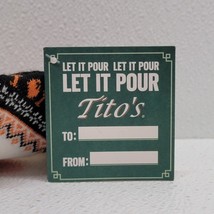 LET IT POUR LET IT POUR
LET IT POUR
Tito's
TO:
FROM: